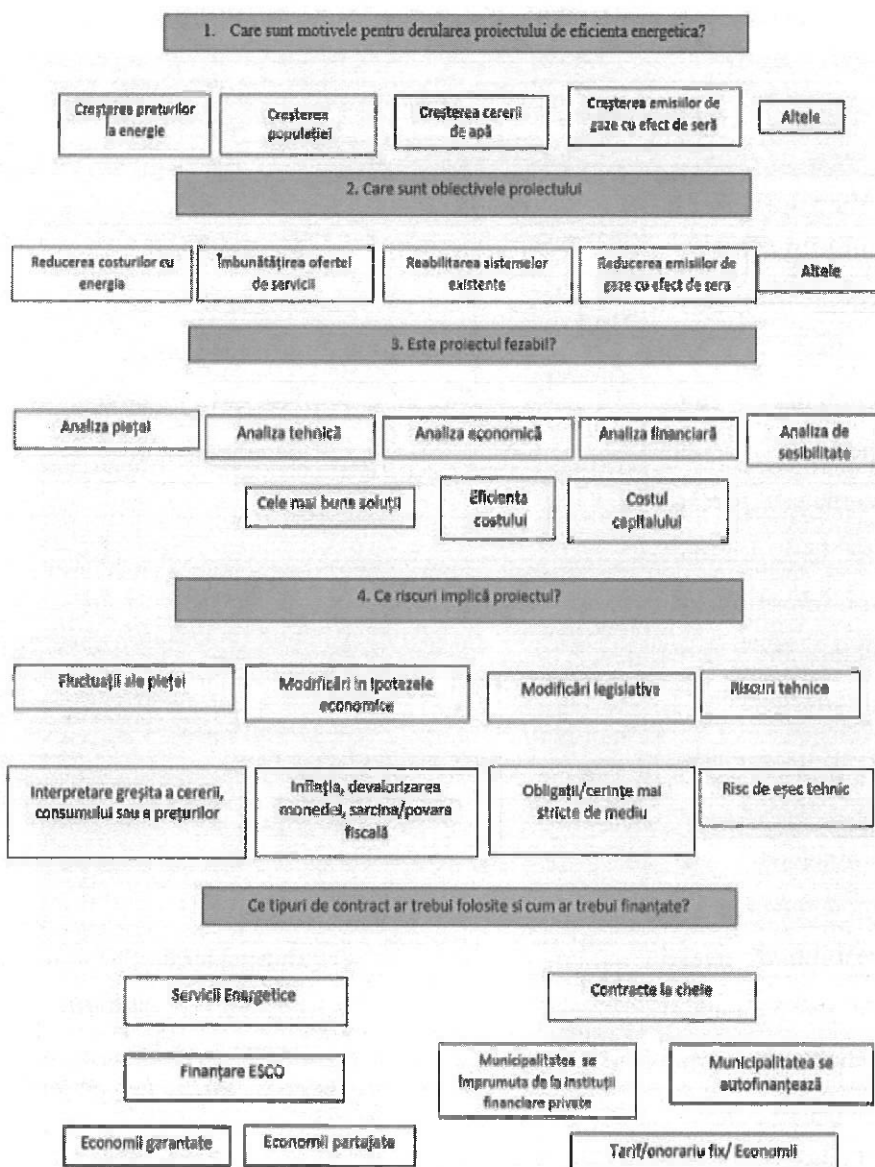 1. Care sunt motivele pentru derularea proiectului de eficienta energetica?
Creșterea prețurilor
la energie
Creșterea
populației
Creșterea cererii
de apă
Creșterea emisiilor de
gaze cu efect de seră
Altele
2. Care sunt obiectivele proiectului
Reducerea costurilor cu
energia
Îmbunătățirea ofertei
de servicii
Reabilitarea sistemelor
existente
Reducerea emisiilor de
gaze cu efect de sera
Altele
3. Este proiectul fezabil?
Analiza pieței
Analiza tehnică
Analiza economică
Analiza financiară
Analiza de
sesibilitate
Cele mai bune soluții
Eficienta
costului
Costul
capitalului
4. Ce riscuri implică proiectul?
Fluctuații ale pieței
Modificări în ipotezele
economice
Modificări legislative
Riscuri tehnice
Interpretare greșita a cererii,
consumului sau a prețurilor
Inflația, devalorizarea
monedei, sarcina/povara
fiscală
Obligații/cerințe mai
stricte de mediu
Risc de eșec tehnic
Ce tipuri de contract ar trebui folosite si cum ar trebui finanțate?
Servicii Energetice
Contracte la cheie
Finanțare ESCO
Municipalitatea se
împrumuta de la instituții
financiare private
Municipalitatea se
autofinanțează
Economii garantate
Economii partajate
Tarif/onorariu fix/ Economii